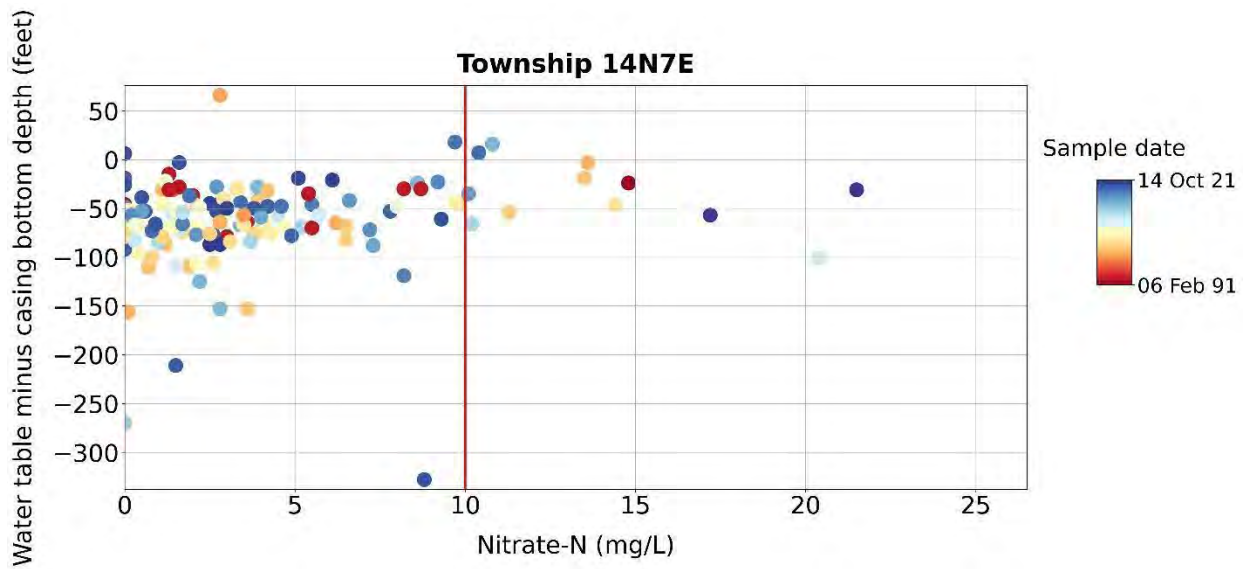 Township 14N7E
Water table minus casing bottom depth (feet)
50
0
−50
−100
−150
−200
−250
−300
0
5
10
15
20
25
Nitrate-N (mg/L)
Sample date
14 Oct 21
06 Feb 91